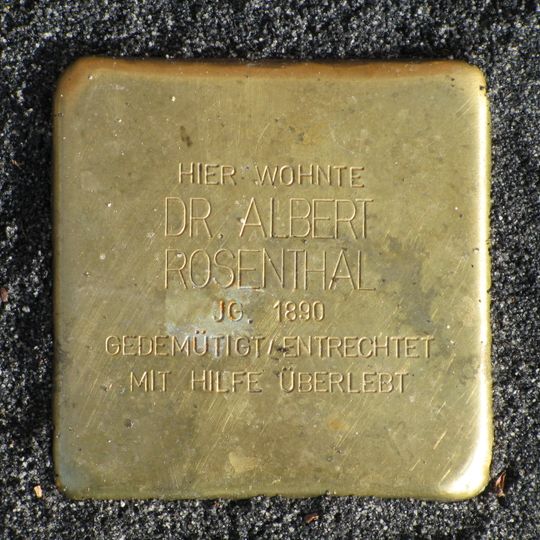 HIER WOHNTE
DR. ALBERT
ROSENTHAL
JG. 1890
GEDEMÜTIGT/ENTRECHTET
MIT HILFE ÜBERLEBT